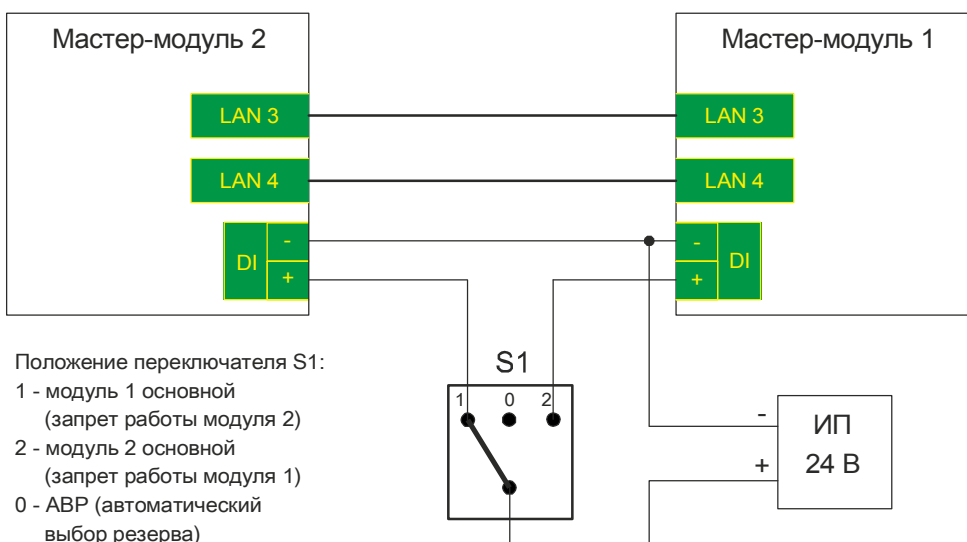 Мастер-модуль 2
Мастер-модуль 1
LAN 3
LAN 3
LAN 4
LAN 4
DI
-
+
-
+
DI
Положение переключателя S1:
1 - модуль 1 основной
(запрет работы модуля 2)
2 - модуль 2 основной
(запрет работы модуля 1)
0 - АВР (автоматический
выбор резерва)
S1
1 0 2
-
+
ИП
24 В